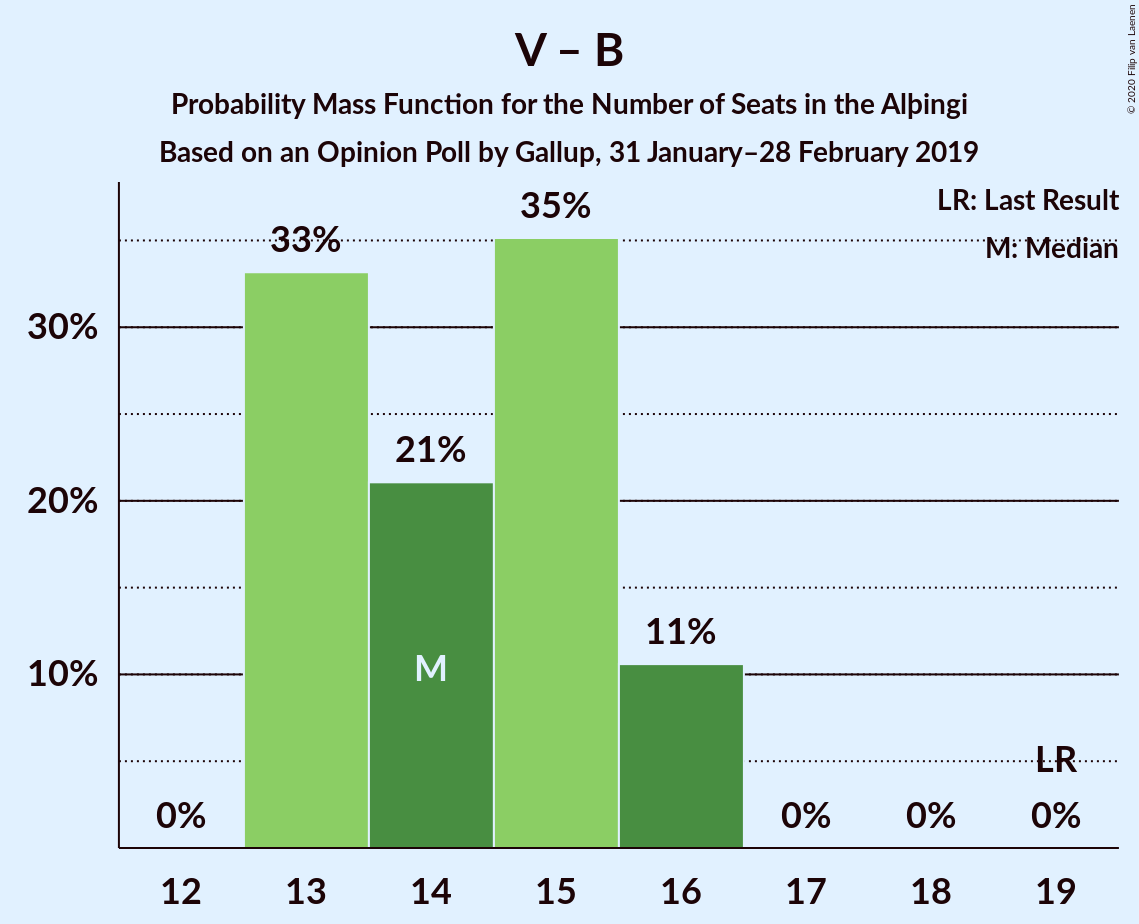 V – B
Probability Mass Function for the Number of Seats in the Alþingi
Based on an Opinion Poll by Gallup, 31 January–28 February 2019
© 2020 Filip van Laenen
LR: Last Result
M: Median
35%
33%
30%
21%
20%
11%
10%
M
LR
0%
0%
0%
0%
12
13
14
15
16
17
18
19